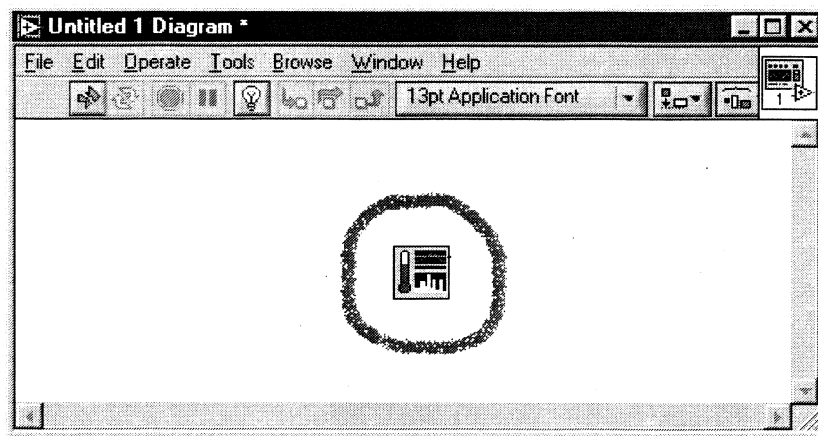 Untitled 1 Diagram *
File Edit Operate Tools Browse Window Help
13pt Application Font
1